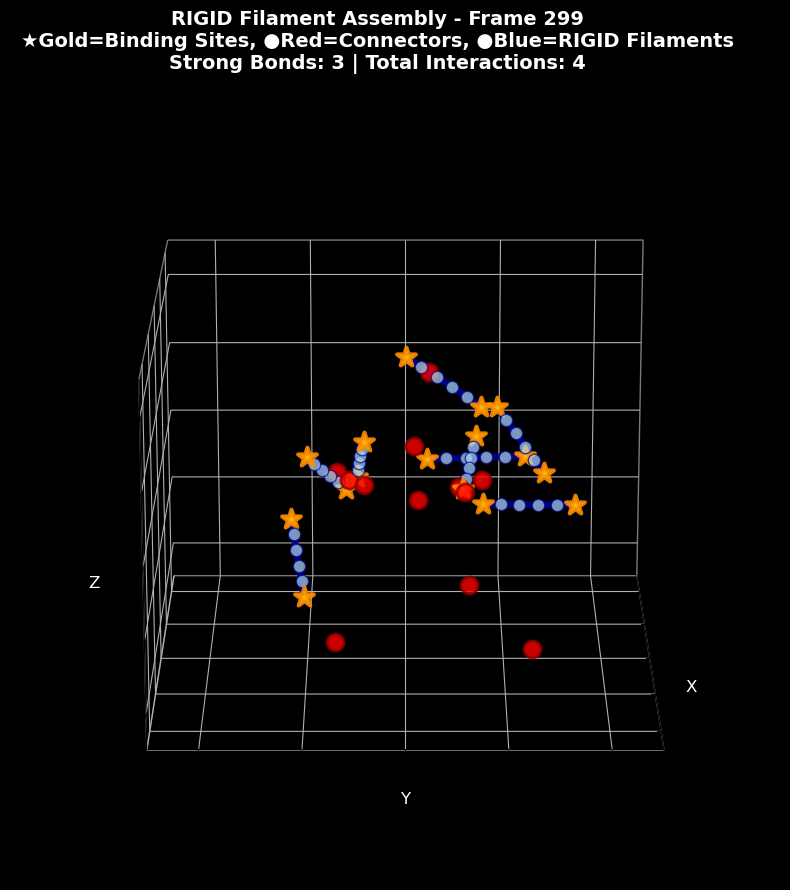 RIGID Filament Assembly - Frame 299
★Gold=Binding Sites, ●Red=Connectors, ●Blue=RIGID Filaments
Strong Bonds: 3 | Total Interactions: 4
Z
X
Y